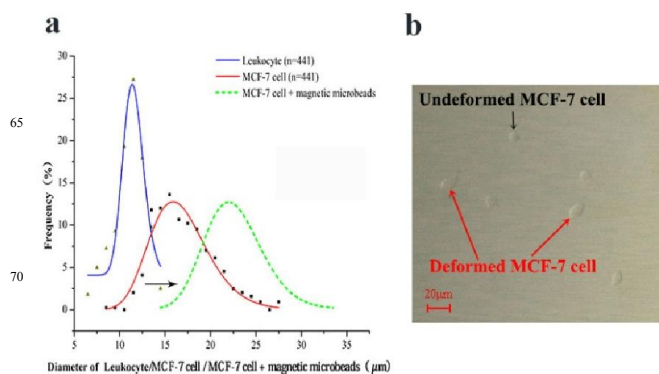 a
65
70
Frequency (%)
30
25
20
15
10
5
0
Leukocyte (n=441)
MCF-7 cell (n=441)
MCF-7 cell + magnetic microbeads
5
10
15
20
25
30
35
Diameter of Leukocyte/MCF-7 cell / MCF-7 cell + magnetic microbeads (μm)
b
Undeformed MCF-7 cell
Deformed MCF-7 cell
20μm